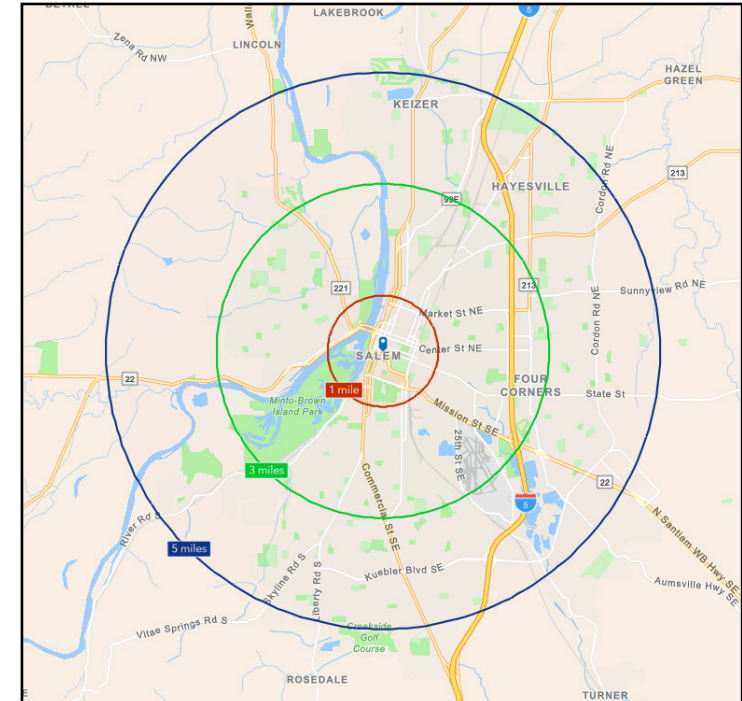 BETHEL
Zena Rd NW
LINCOLN
Walla
LAKEBROOK
5
HAZEL
GREEN
KEIZER
213
HAYESVILLE
99E
Cordon Rd NE
221
213
Sunnyview Rd NE
Market St NE
Center St NE
SALEM
Cordon Rd NE
22
1 mile
FOUR
CORNERS
State St
Minto-Brown
Island Park
Mission St SE
25th St SE
3 miles
Commercial St SE
22
5
River Rd S
5 miles
N Santiam WB Hwy SE
Skyline Rd S
Liberty Rd S
Kuebler Blvd SE
Aumsville Hwy SE
Vitae Springs Rd S
Creekside
Golf
Course
ROSEDALE
TURNER